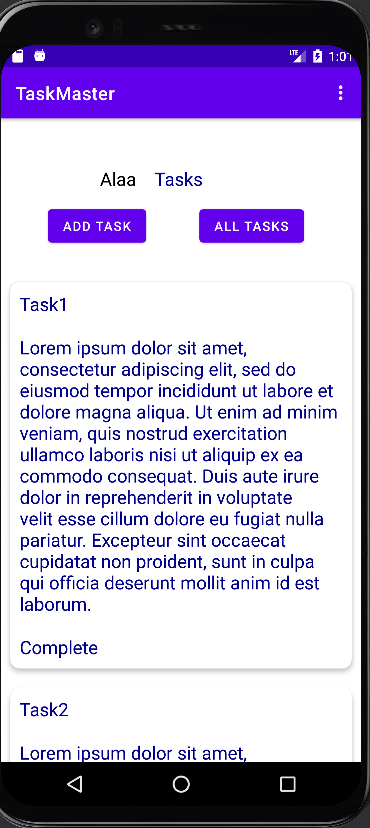 LTE 1:01
TaskMaster
Alaa Tasks
ADD TASK ALL TASKS
Task1
Lorem ipsum dolor sit amet,
consectetur adipiscing elit, sed do
eiusmod tempor incididunt ut labore et
dolore magna aliqua. Ut enim ad minim
veniam, quis nostrud exercitation
ullamco laboris nisi ut aliquip ex ea
commodo consequat. Duis aute irure
dolor in reprehenderit in voluptate
velit esse cillum dolore eu fugiat nulla
pariatur. Excepteur sint occaecat
cupidatat non proident, sunt in culpa
qui officia deserunt mollit anim id est
laborum.
Complete
Task2
Lorem ipsum dolor sit amet,